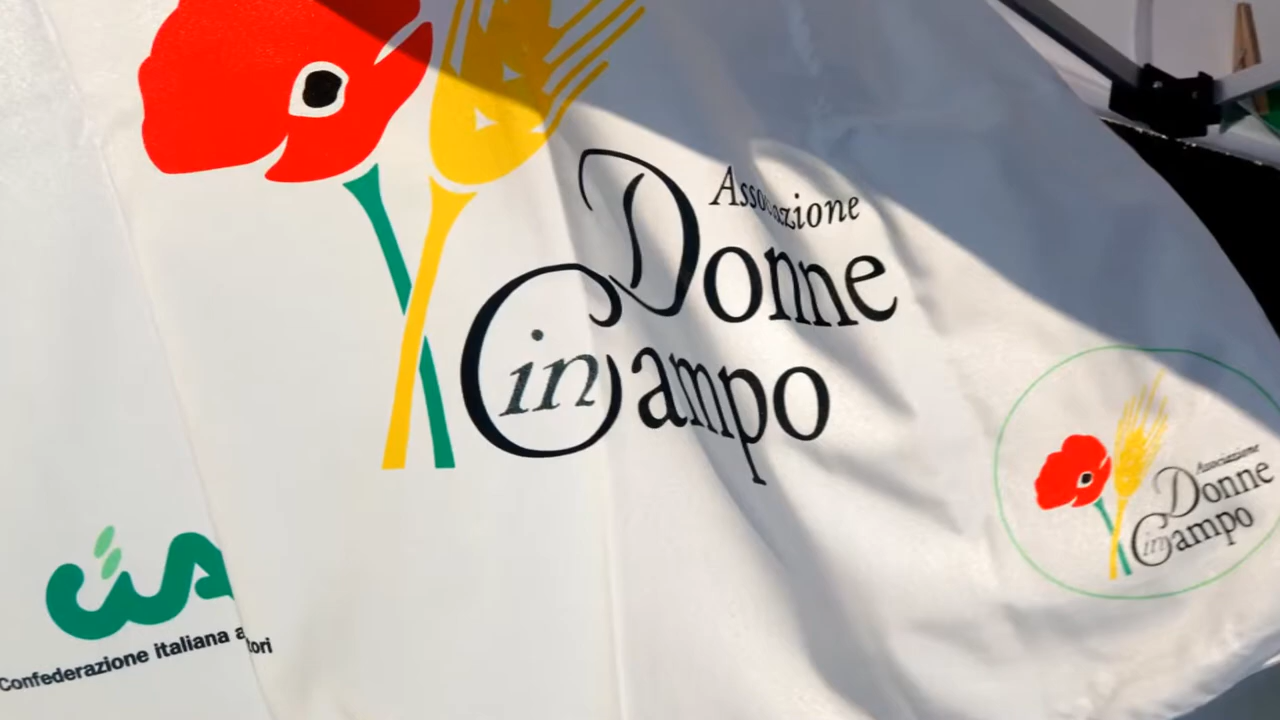 Associazione
Donne
in Campo
cia
Confederazione italiana a tori
Associazione
Donne
in Campo